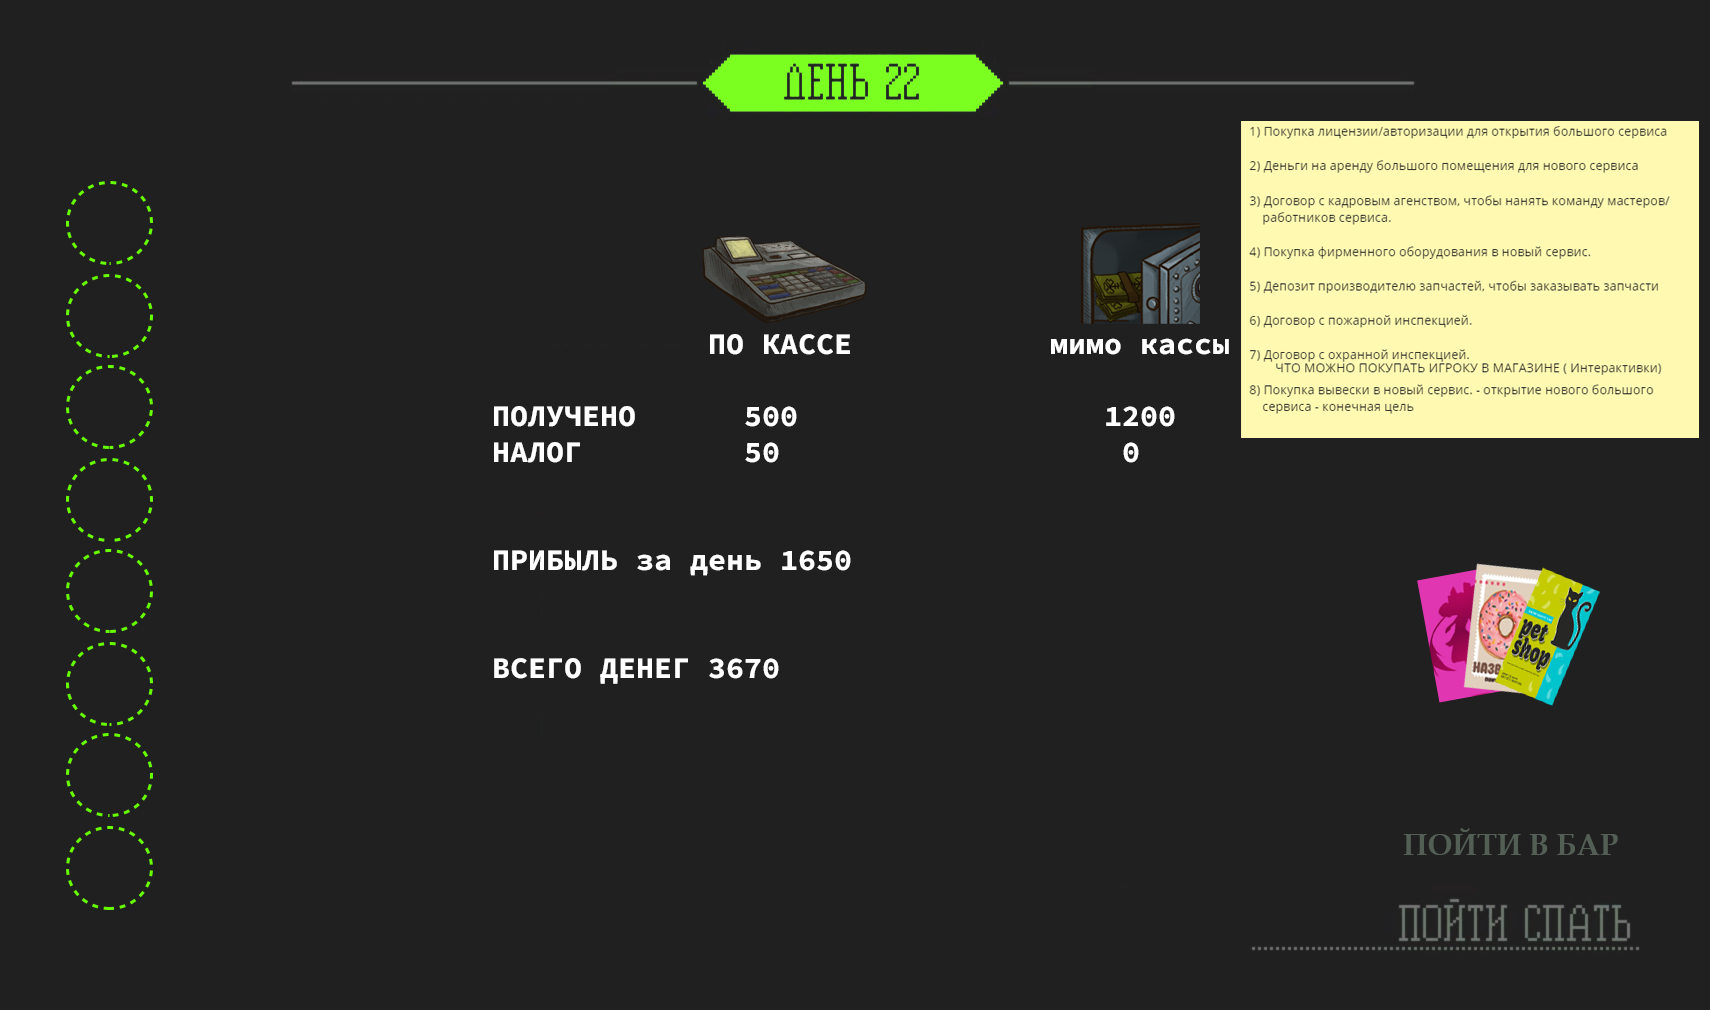 ДЕНЬ 22
1) Покупка лицензии/авторизации для открытия большого сервиса
2) Деньги на аренду большого помещения для нового сервиса
3) Договор с кадровым агенством, чтобы нанять команду мастеров/
работников сервиса.
4) Покупка фирменного оборудования в новый сервис.
5) Депозит производителю запчастей, чтобы заказывать запчасти
6) Договор с пожарной инспекцией.
7) Договор с охранной инспекцией.
ЧТО МОЖНО ПОКУПАТЬ ИГРОКУ В МАГАЗИНЕ ( Интерактивки)
8) Покупка вывески в новый сервис. - открытие нового большого
сервиса - конечная цель
ПО КАССЕ
мимо кассы
ПОЛУЧЕНО 500 1200
НАЛОГ 50 0
ПРИБЫЛЬ за день 1650
ВСЕГО ДЕНЕГ 3670
pet
shop
ПОЙТИ В БАР
ПОЙТИ СПАТЬ